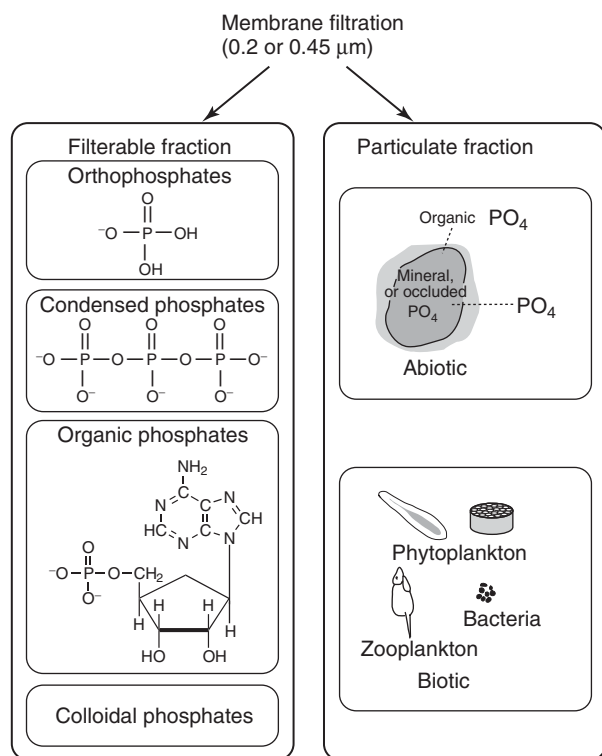 Membrane filtration
(0.2 or 0.45 μm)
Filterable fraction
Orthophosphates
O
⁻O—P—OH
OH
Condensed phosphates
O O O
⁻O—P—O—P—O—P—O⁻
O⁻ O⁻ O⁻
Organic phosphates
NH₂
C
N C N
HC C CH
N N
O
⁻O—P—O—CH₂
O⁻
H H
H H
HO OH
Colloidal phosphates
Particulate fraction
Organic PO₄
Mineral,
or occluded
PO₄
PO₄
Abiotic
Phytoplankton
Bacteria
Zooplankton
Biotic